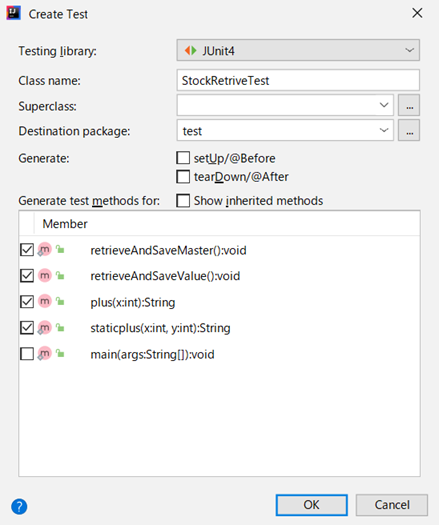 Create Test
Testing library: JUnit4
Class name: StockRetriveTest
Superclass: ...
Destination package: test ...
Generate: setUp/@Before
tearDown/@After
Generate test methods for: Show inherited methods
Member
m retrieveAndSaveMaster():void
m retrieveAndSaveValue():void
m plus(x:int):String
m staticplus(x:int, y:int):String
m main(args:String[]):void
? OK Cancel